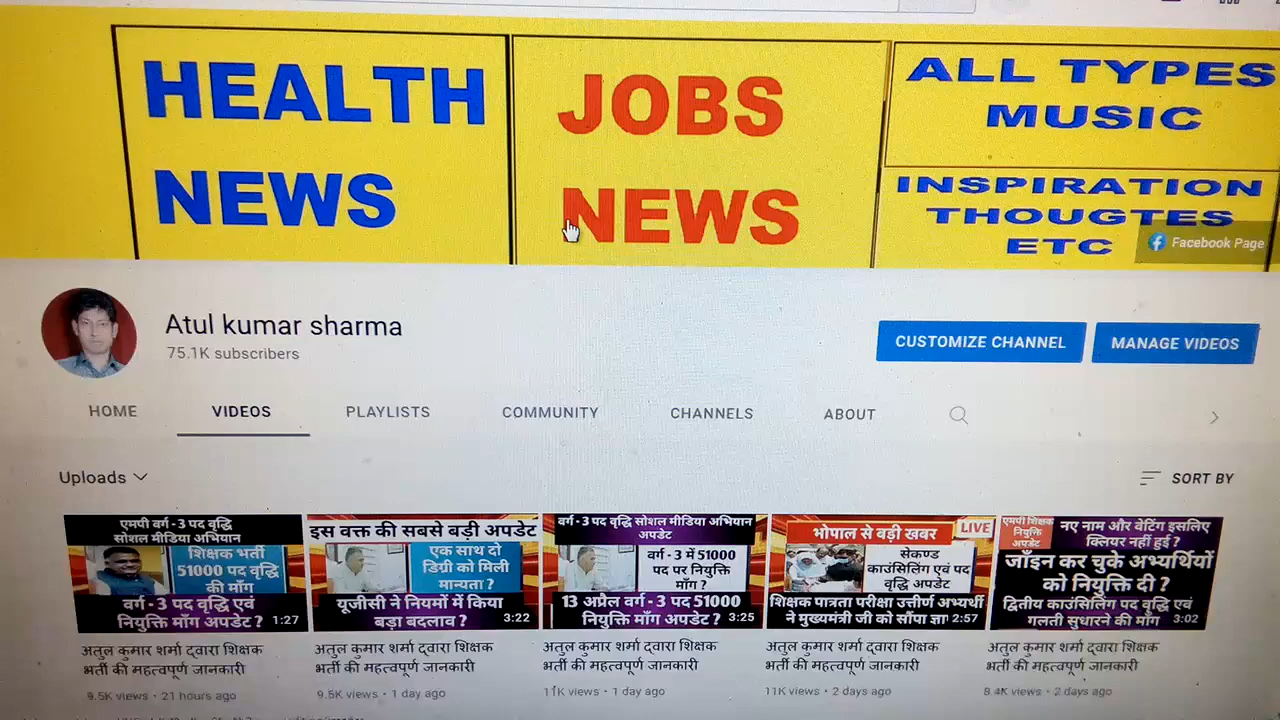 HEALTH
NEWS
JOBS
NEWS
ALL TYPES
MUSIC
INSPIRATION
THOUGTES
ETC
Facebook Page
Atul kumar sharma
75.1K subscribers
CUSTOMIZE CHANNEL
MANAGE VIDEOS
HOME VIDEOS PLAYLISTS COMMUNITY CHANNELS ABOUT
Uploads
SORT BY
एमपी वर्ग - 3 पद वृद्धि
सोशल मीडिया अभियान
शिक्षक भर्ती
51000 पद वृद्धि
की माँग
वर्ग - 3 पद वृद्धि एवं
नियुक्ति माँग अपडेट ?
1:27
अतुल कुमार शर्मा द्वारा शिक्षक
भर्ती की महत्वपूर्ण जानकारी
9.5K views • 21 hours ago
इस वक्त की सबसे बड़ी अपडेट
एक साथ दो
डिग्री को मिली
मान्यता ?
यूजीसी ने नियमों में किया
बड़ा बदलाव ?
3:22
अतुल कुमार शर्मा द्वारा शिक्षक
भर्ती की महत्वपूर्ण जानकारी
9.5K views • 1 day ago
वर्ग - 3 पद वृद्धि सोशल मीडिया अभियान
अपडेट
वर्ग - 3 में 51000
पद पर नियुक्ति
माँग ?
13 अप्रैल वर्ग - 3 पद 51000
नियुक्ति माँग अपडेट ?
3:25
अतुल कुमार शर्मा द्वारा शिक्षक
भर्ती की महत्वपूर्ण जानकारी
11K views • 1 day ago
भोपाल से बड़ी खबर
LIVE
सेकण्ड
काउंसिलिंग एवं पद
वृद्धि अपडेट
शिक्षक पात्रता परीक्षा उत्तीर्ण अभ्यर्थी
ने मुख्यमंत्री जी को सौंपा ज्ञा
2:57
अतुल कुमार शर्मा द्वारा शिक्षक
भर्ती की महत्वपूर्ण जानकारी
11K views • 2 days ago
एमपी शिक्षक
नियुक्ति
अपडेट
नए नाम और वेटिंग इसलिए
क्लियर नहीं हुई ?
जॉइन कर चुके अभ्यर्थियों
को नियुक्ति दी ?
द्वितीय काउंसिलिंग पद वृद्धि एवं
गलती सुधारने की माँग
3:02
अतुल कुमार शर्मा द्वारा शिक्षक
भर्ती की महत्वपूर्ण जानकारी
8.4K views • 2 days ago